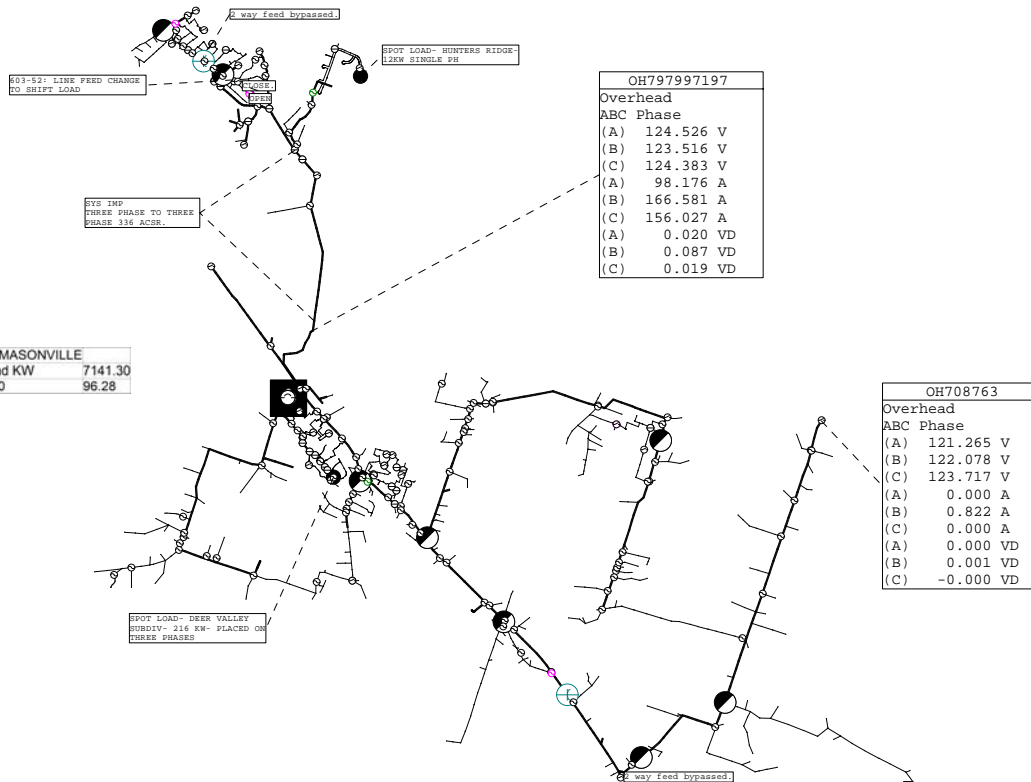 2 way feed bypassed.
SPOT LOAD- HUNTERS RIDGE-
12KW SINGLE PH
603-52: LINE FEED CHANGE
TO SHIFT LOAD
CLOSE.
OPEN
OH797997197
Overhead
ABC Phase
(A) 124.526 V
(B) 123.516 V
(C) 124.383 V
(A) 98.176 A
(B) 166.581 A
(C) 156.027 A
(A) 0.020 VD
(B) 0.087 VD
(C) 0.019 VD
SYS IMP
THREE PHASE TO THREE
PHASE 336 ACSR.
MASONVILLE
d KW 7141.30
0 96.28
OH708763
Overhead
ABC Phase
(A) 121.265 V
(B) 122.078 V
(C) 123.717 V
(A) 0.000 A
(B) 0.822 A
(C) 0.000 A
(A) 0.000 VD
(B) 0.001 VD
(C) -0.000 VD
SPOT LOAD- DEER VALLEY
SUBDIV- 216 KW- PLACED ON
THREE PHASES
r
2 way feed bypassed.